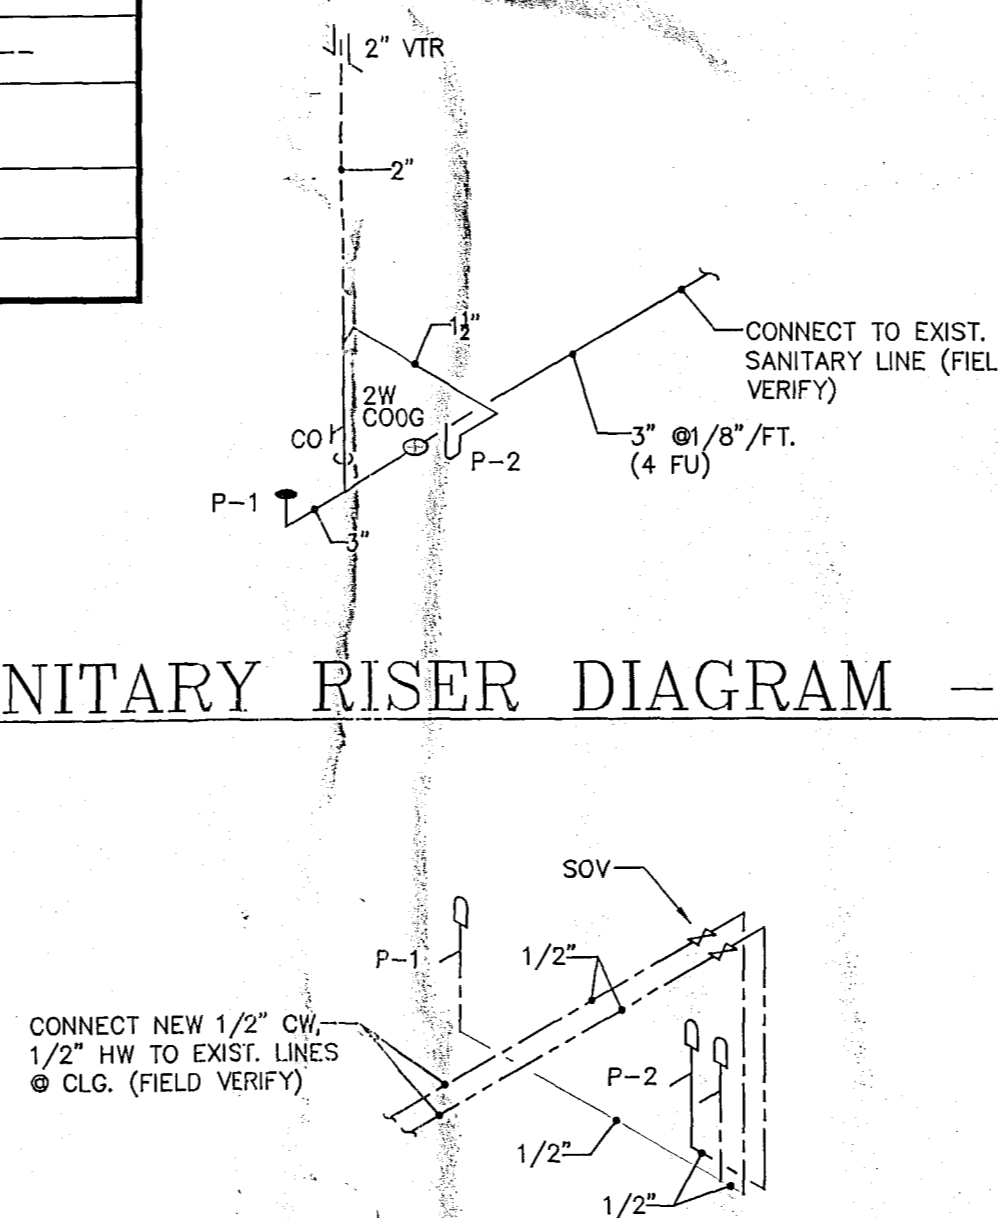 2" VTR
2"
1½"
CONNECT TO EXIST.
SANITARY LINE (FIEL
VERIFY)
2W
COOG
CO
3" @1/8"/FT.
(4 FU)
P-2
P-1
3"
NITARY RISER DIAGRAM -
SOV
P-1
1/2"
CONNECT NEW 1/2" CW,
1/2" HW TO EXIST. LINES
@ CLG. (FIELD VERIFY)
P-2
1/2"
1/2"